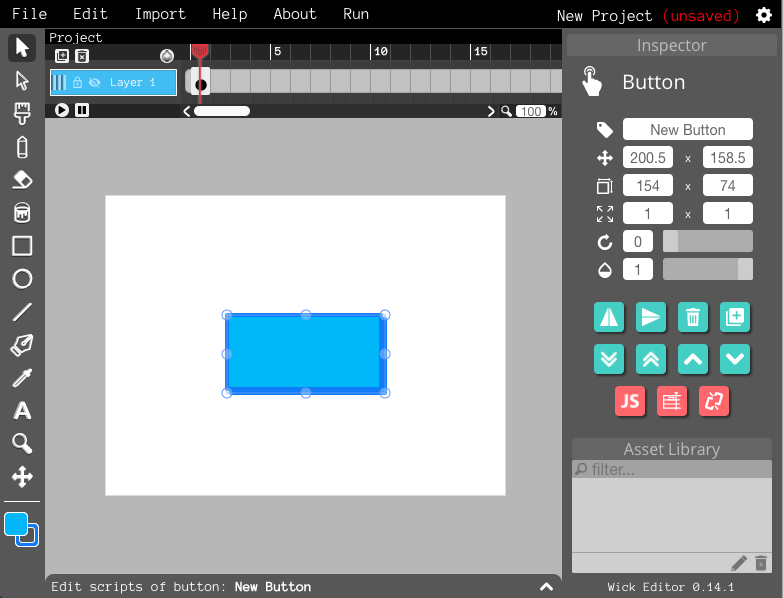 File Edit Import Help About Run New Project (unsaved)
Project
5 10 15
Layer 1
100 %
Inspector
Button
New Button
200.5 x 158.5
154 x 74
1 x 1
0
1
JS
A
Asset Library
filter...
Edit scripts of button: New Button
Wick Editor 0.14.1